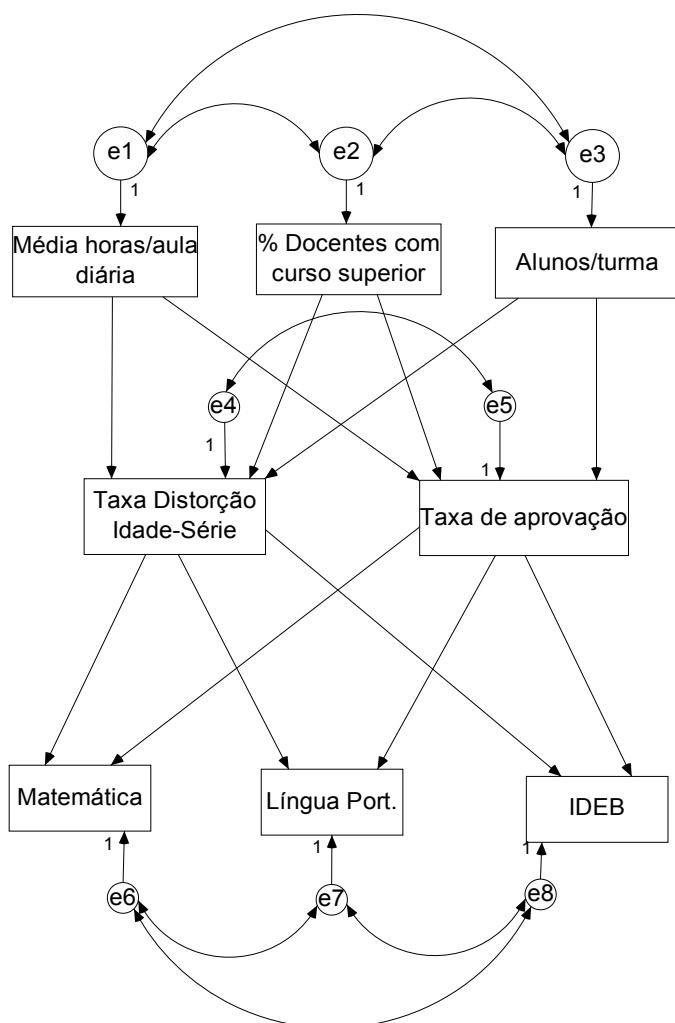 e1
e2
e3
1
1
1
Média horas/aula
diária
% Docentes com
curso superior
Alunos/turma
e4
e5
1
1
Taxa Distorção
Idade-Série
Taxa de aprovação
Matemática
Língua Port.
IDEB
1
1
1
e6
e7
e8